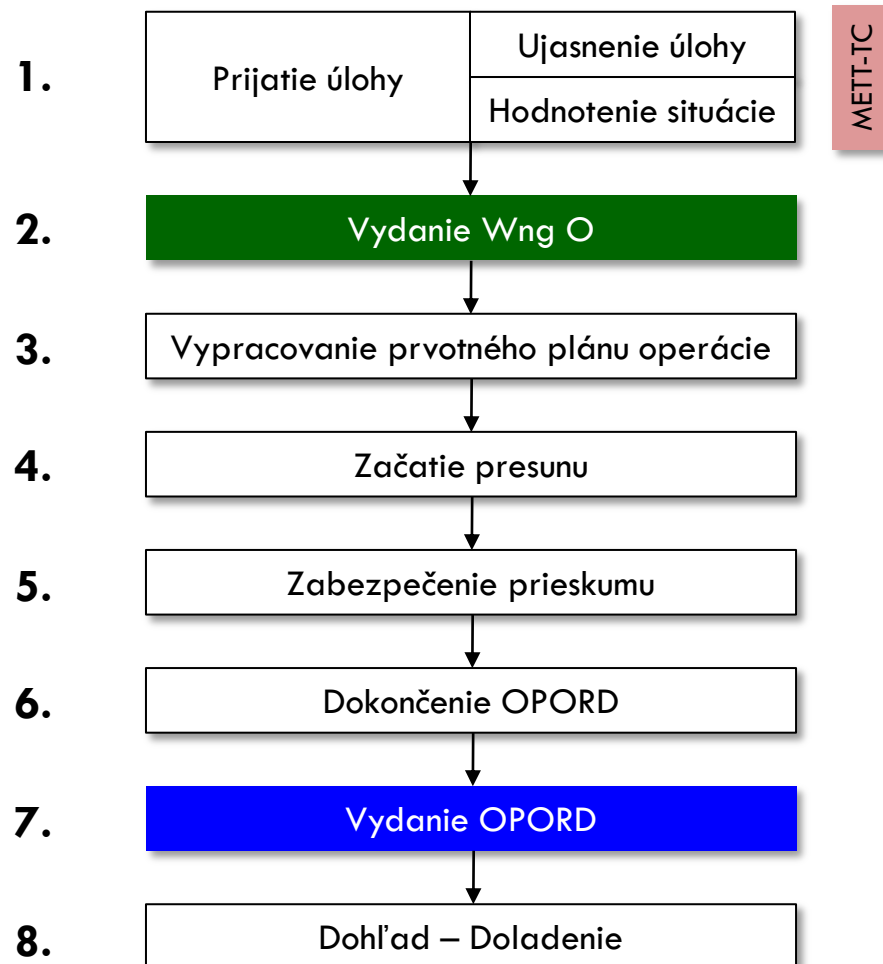 1.
Prijatie úlohy
Ujasnenie úlohy
Hodnotenie situácie
METT-TC
2.
Vydanie Wng O
3.
Vypracovanie prvotného plánu operácie
4.
Začatie presunu
5.
Zabezpečenie prieskumu
6.
Dokončenie OPORD
7.
Vydanie OPORD
8.
Dohľad – Doladenie